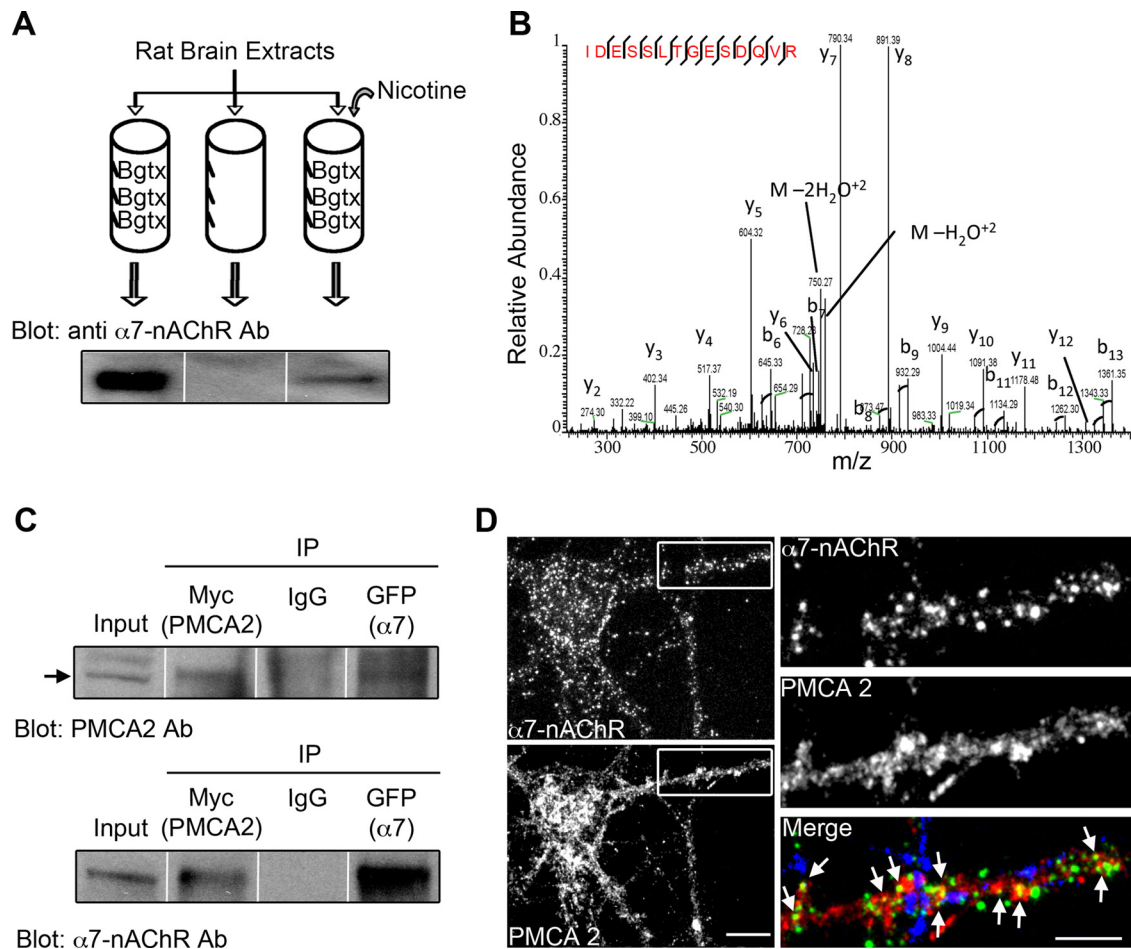 A
Rat Brain Extracts
Nicotine
Bgtx
Bgtx
Bgtx
Bgtx
Bgtx
Bgtx
Blot: anti α7-nAChR Ab
B
Relative Abundance
1
0.8
0.6
0.4
0.2
0
I D E S S L T G E S D Q V R
y2
274.30
332.22
399.10
y3
402.34
445.26
y4
517.37
532.19
540.30
y5
604.32
b6
645.33
654.29
y6
728.28
b7
M –2H2O+2
750.27
M –H2O+2
y7
790.34
b8
873.47
y8
891.39
b9
932.29
983.33
y9
1004.44
1019.34
y10
1091.38
b11
1134.29
y11
1178.48
b12
1262.30
y12
1343.33
b13
1361.35
300 500 700 900 1100 1300
m/z
C
IP
Input
Myc
(PMCA2)
IgG
GFP
(α7)
Blot: PMCA2 Ab
IP
Input
Myc
(PMCA2)
IgG
GFP
(α7)
Blot: α7-nAChR Ab
D
α7-nAChR
PMCA 2
α7-nAChR
PMCA 2
Merge